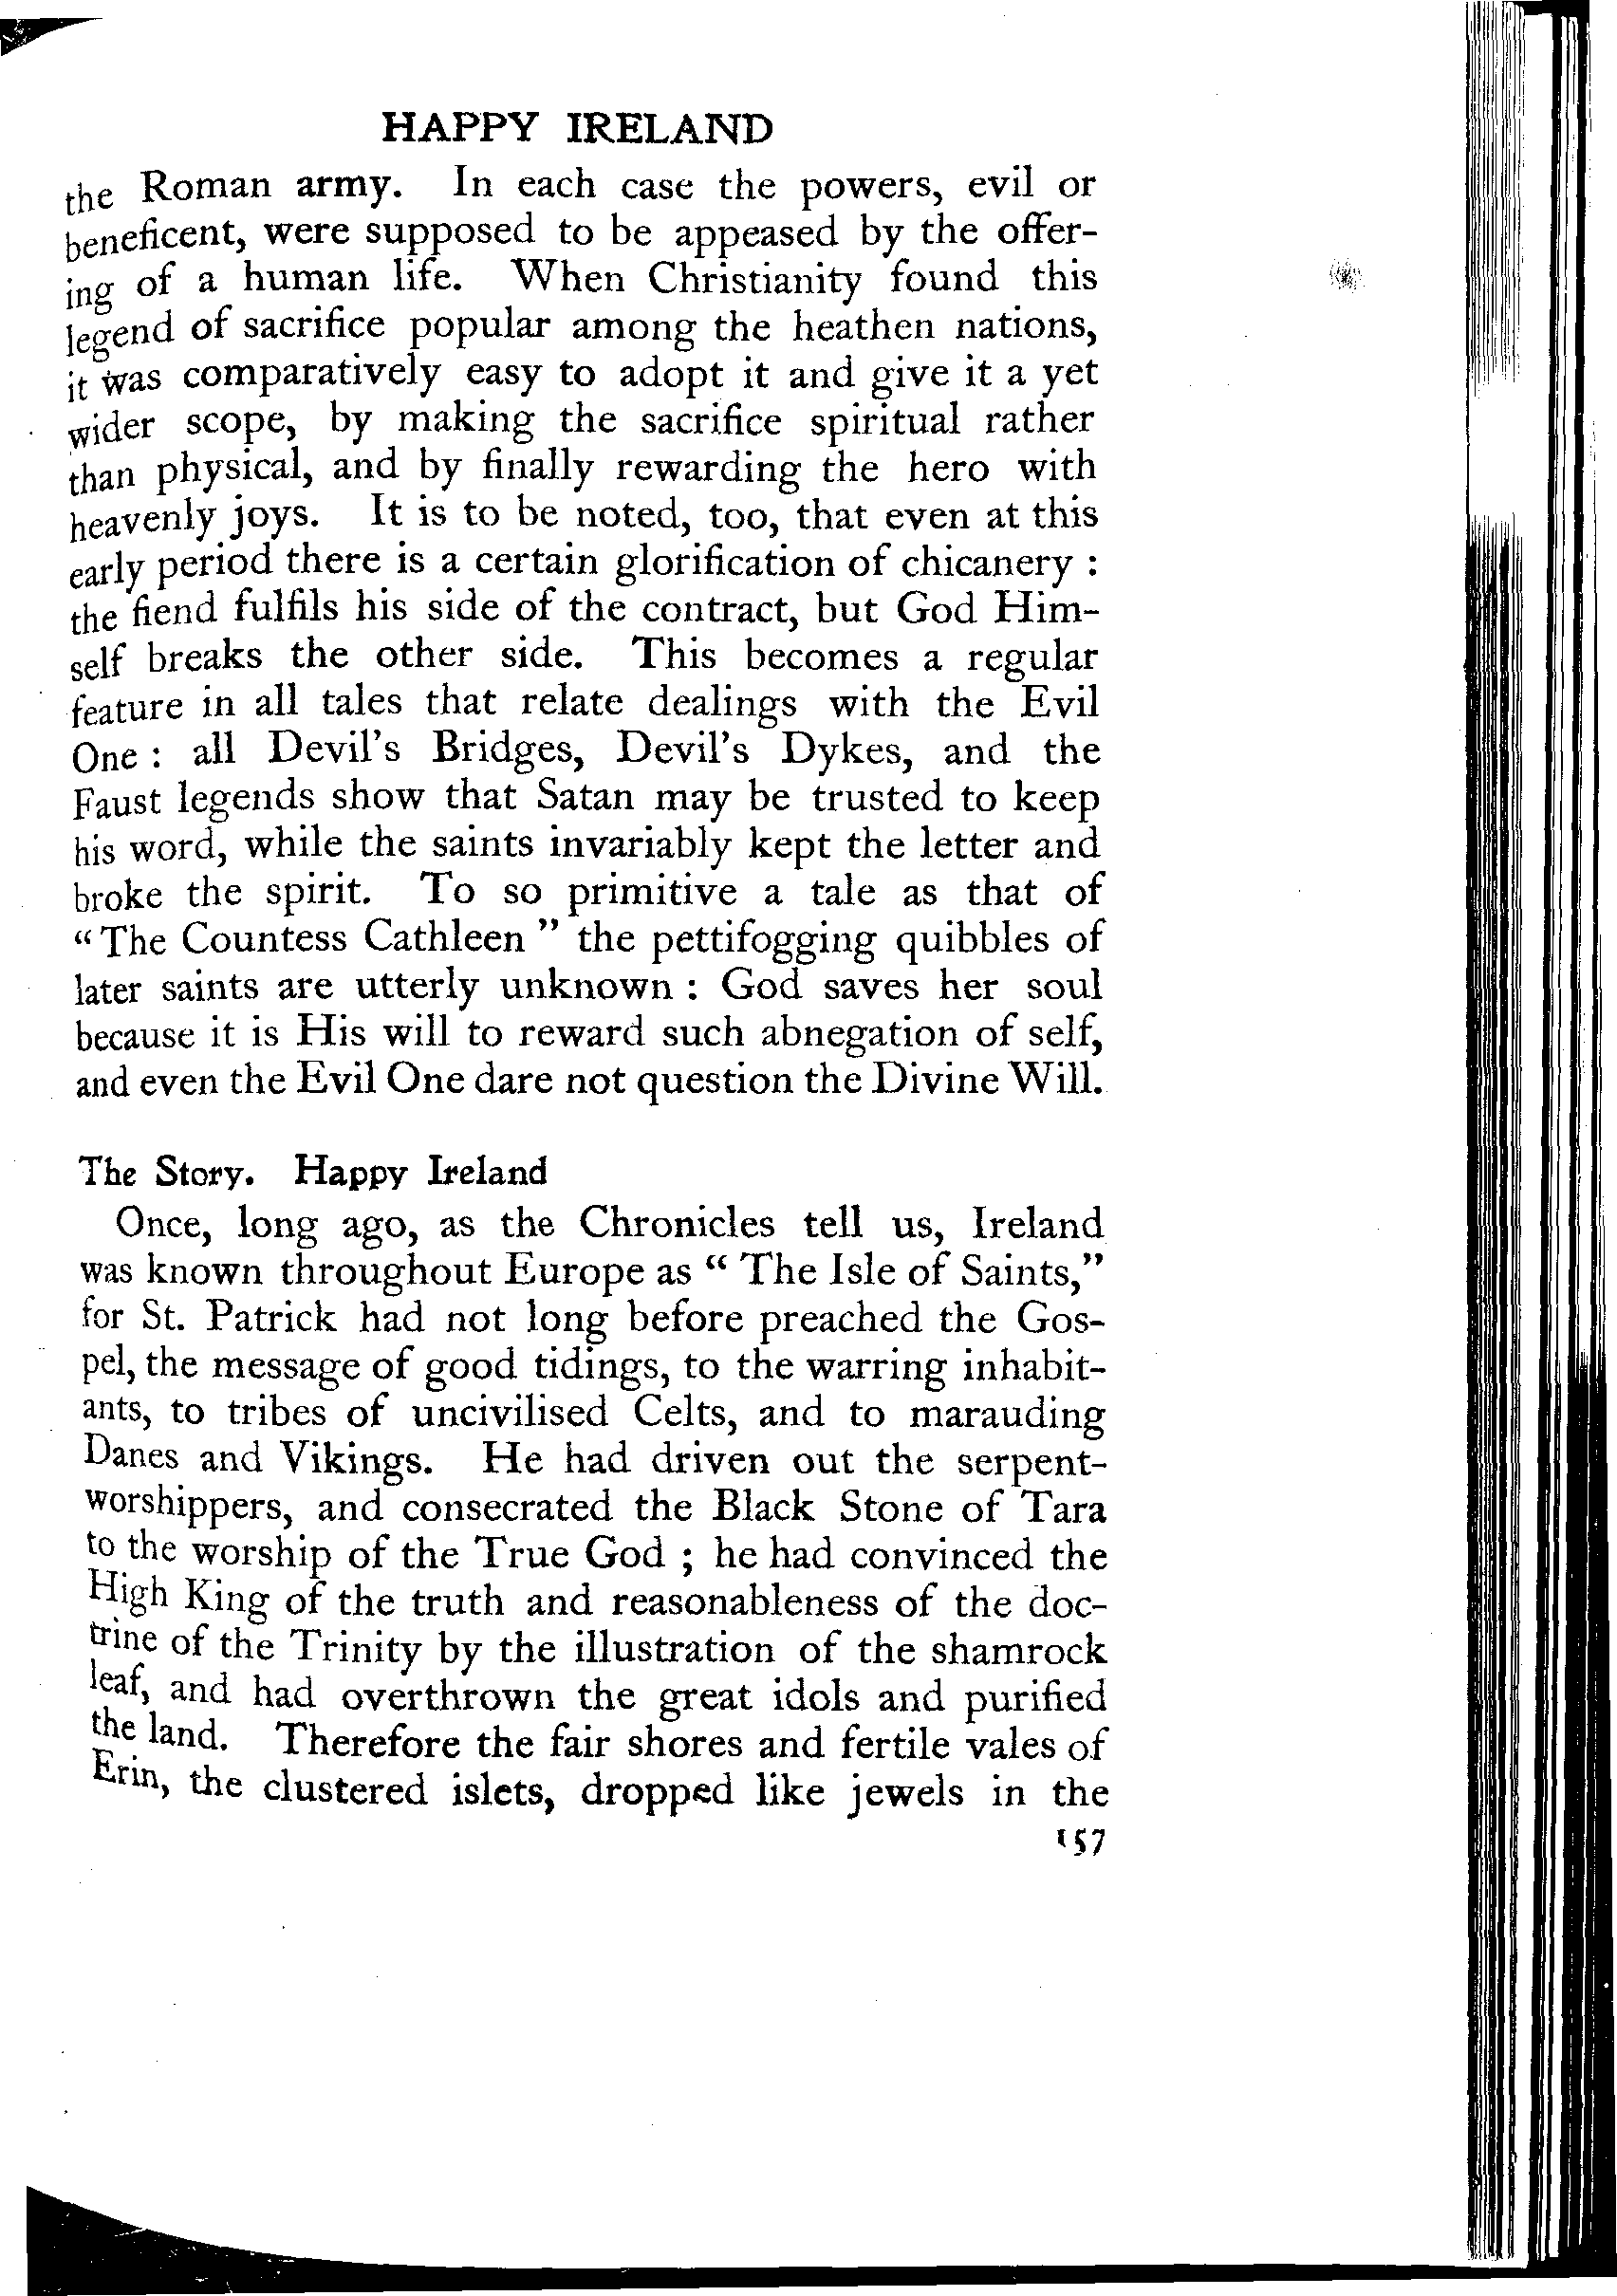 HAPPY IRELAND
the Roman army. In each case the powers, evil or
beneficent, were supposed to be appeased by the offer-
ing of a human life. When Christianity found this
legend of sacrifice popular among the heathen nations,
it was comparatively easy to adopt it and give it a yet
wider scope, by making the sacrifice spiritual rather
than physical, and by finally rewarding the hero with
heavenly joys. It is to be noted, too, that even at this
early period there is a certain glorification of chicanery :
the fiend fulfils his side of the contract, but God Him-
self breaks the other side. This becomes a regular
feature in all tales that relate dealings with the Evil
One : all Devil's Bridges, Devil's Dykes, and the
Faust legends show that Satan may be trusted to keep
his word, while the saints invariably kept the letter and
broke the spirit. To so primitive a tale as that of
“The Countess Cathleen” the pettifogging quibbles of
later saints are utterly unknown : God saves her soul
because it is His will to reward such abnegation of self,
and even the Evil One dare not question the Divine Will.
The Story. Happy Ireland
Once, long ago, as the Chronicles tell us, Ireland
was known throughout Europe as “The Isle of Saints,”
for St. Patrick had not long before preached the Gos-
pel, the message of good tidings, to the warring inhabit-
ants, to tribes of uncivilised Celts, and to marauding
Danes and Vikings. He had driven out the serpent-
worshippers, and consecrated the Black Stone of Tara
to the worship of the True God ; he had convinced the
High King of the truth and reasonableness of the doc-
trine of the Trinity by the illustration of the shamrock
leaf, and had overthrown the great idols and purified
the land. Therefore the fair shores and fertile vales of
Erin, the clustered islets, dropped like jewels in the
157